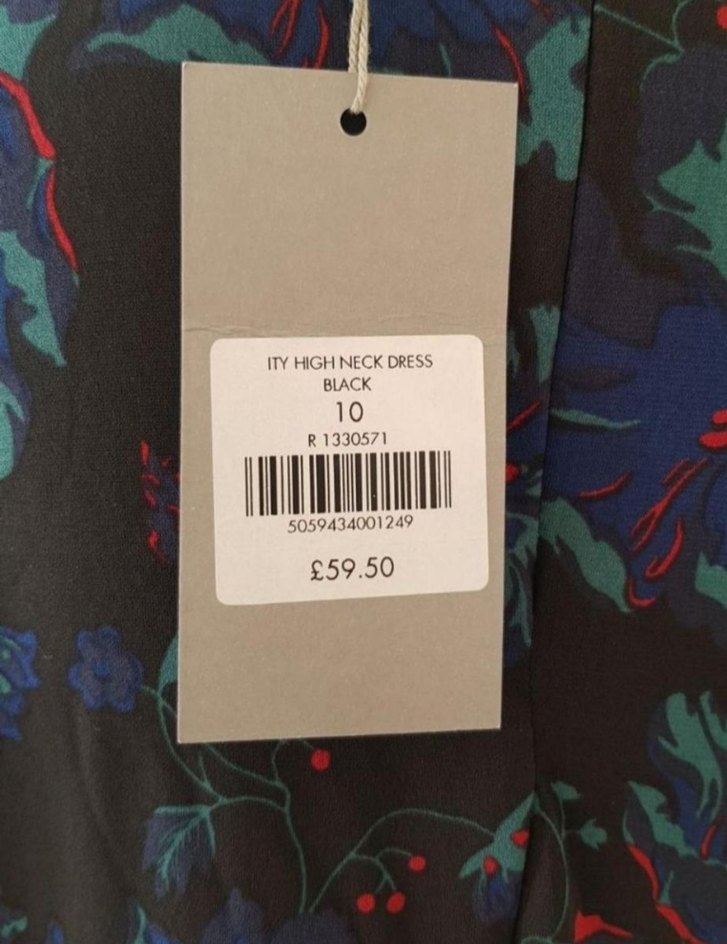 ITY HIGH NECK DRESS
BLACK
10
R 1330571
5059434001249
£59.50